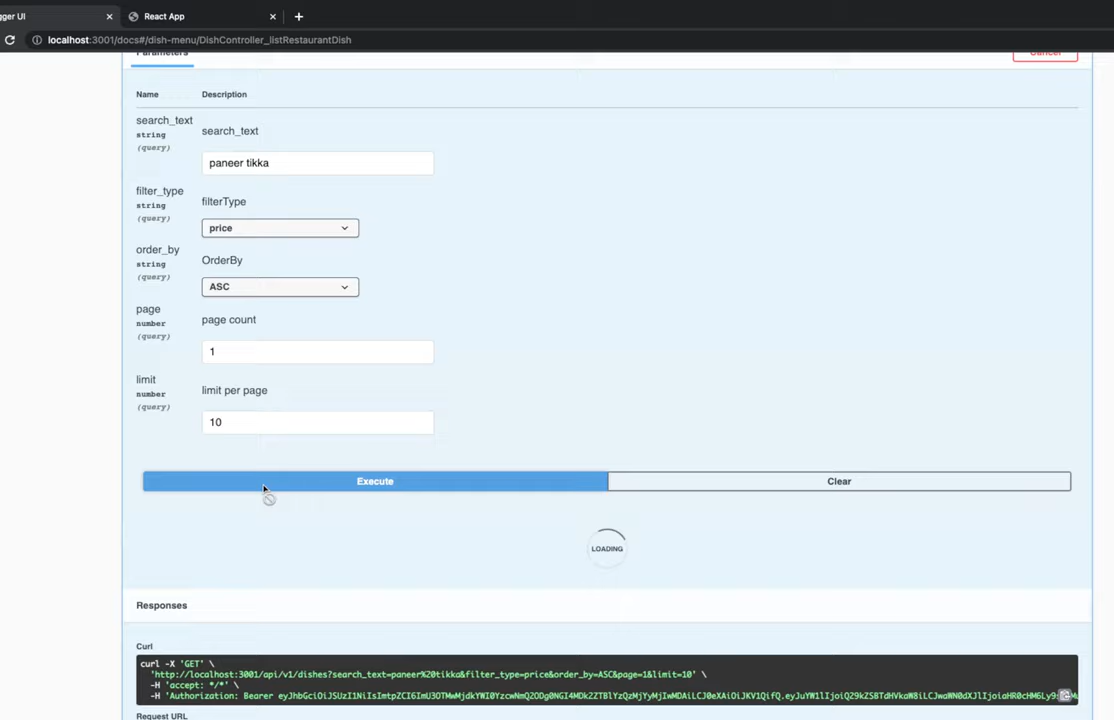 gger UI
React App
localhost:3001/docs#/dish-menu/DishController_listRestaurantDish
Parameters
Cancel
Name Description
search_text
string
(query)
search_text
paneer tikka
filter_type
string
(query)
filterType
price
order_by
string
(query)
OrderBy
ASC
page
number
(query)
page count
1
limit
number
(query)
limit per page
10
Execute
Clear
LOADING
Responses
Curl
curl -X 'GET' \
'http://localhost:3001/api/v1/dishes?search_text=paneer%20tikka&filter_type=price&order_by=ASC&page=1&limit=10' \
-H 'accept: */*' \
-H 'Authorization: Bearer
Request URL